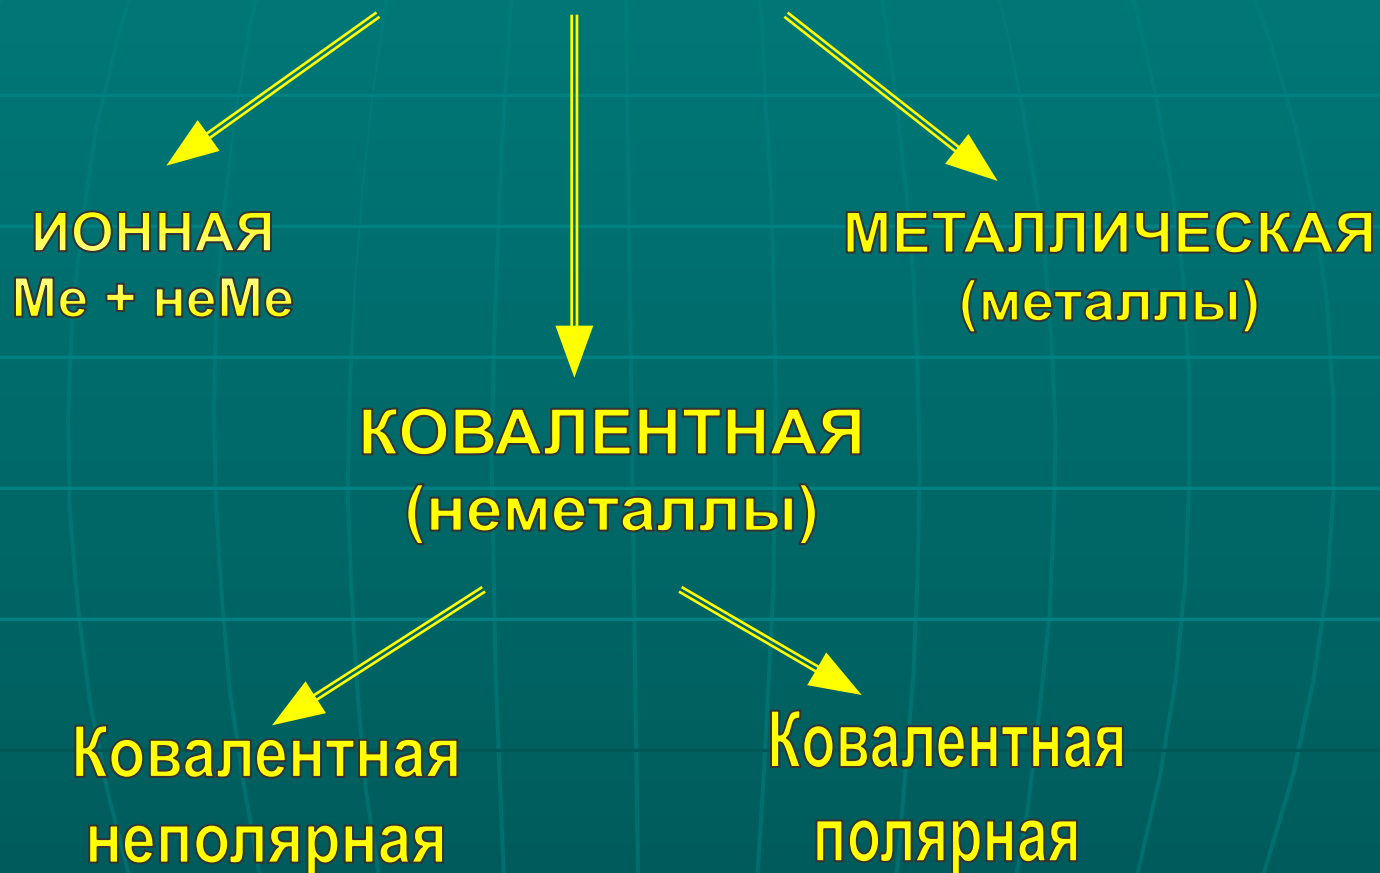 ИОННАЯ
Ме + неМе
МЕТАЛЛИЧЕСКАЯ
(металлы)
КОВАЛЕНТНАЯ
(неметаллы)
Ковалентная
неполярная
Ковалентная
полярная